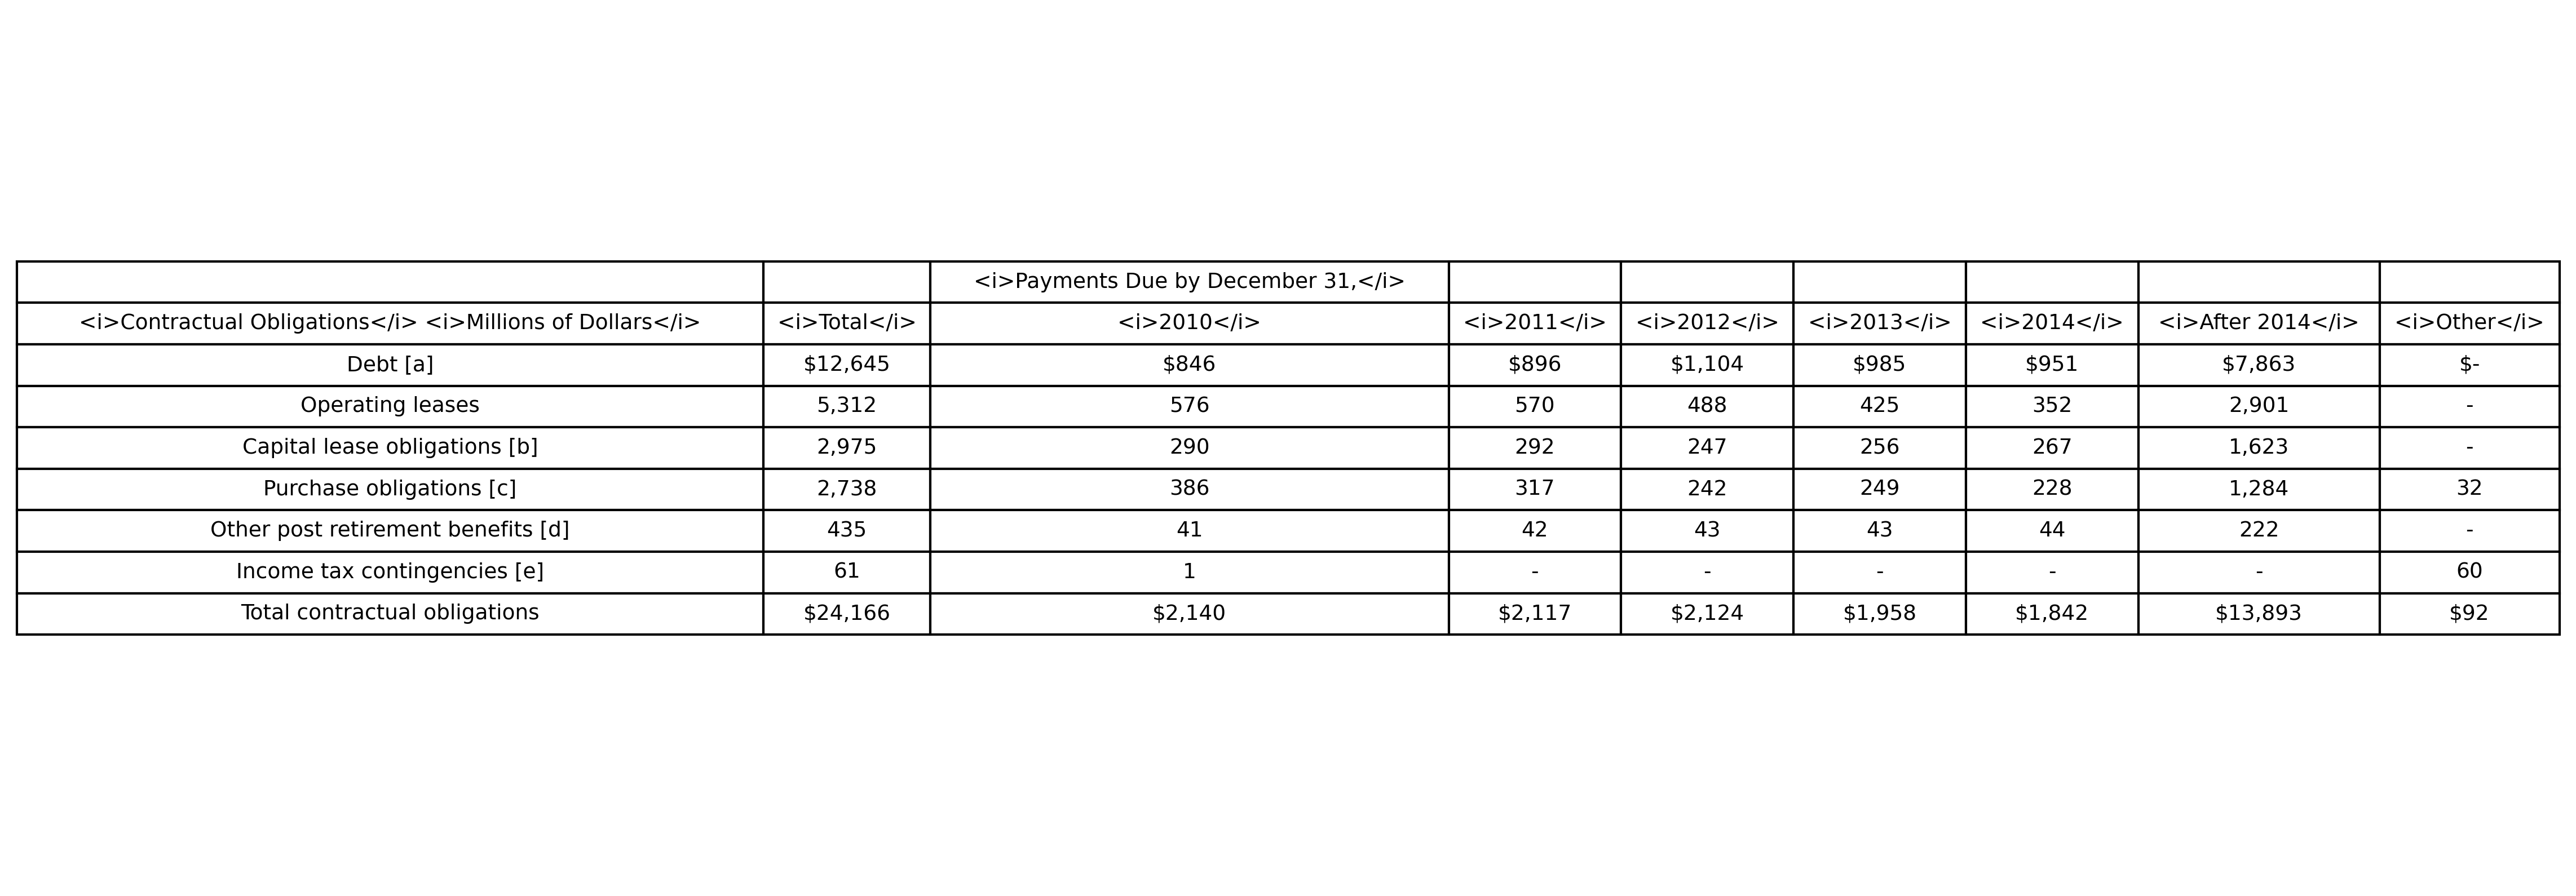 <i>Payments Due by December 31,</i>
<i>Contractual Obligations</i> <i>Millions of Dollars</i> <i>Total</i> <i>2010</i> <i>2011</i> <i>2012</i> <i>2013</i> <i>2014</i> <i>After 2014</i> <i>Other</i>
Debt [a] $12,645 $846 $896 $1,104 $985 $951 $7,863 $-
Operating leases 5,312 576 570 488 425 352 2,901 -
Capital lease obligations [b] 2,975 290 292 247 256 267 1,623 -
Purchase obligations [c] 2,738 386 317 242 249 228 1,284 32
Other post retirement benefits [d] 435 41 42 43 43 44 222 -
Income tax contingencies [e] 61 1 - - - - - 60
Total contractual obligations $24,166 $2,140 $2,117 $2,124 $1,958 $1,842 $13,893 $92